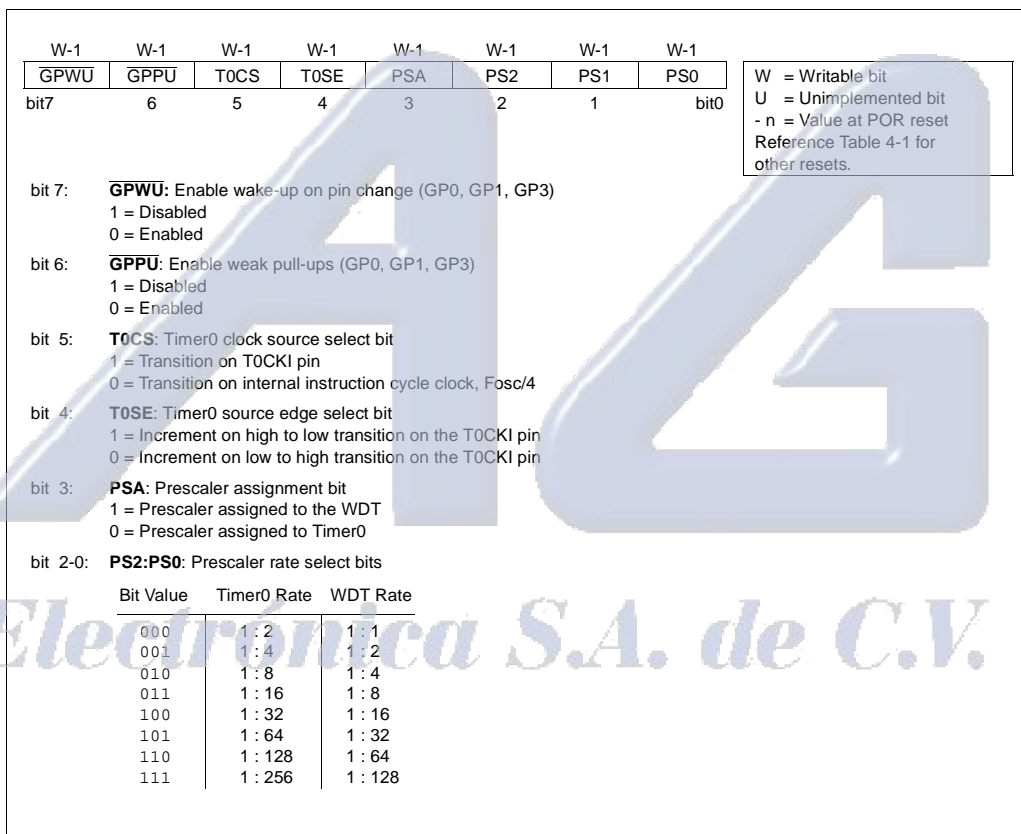 W-1 W-1 W-1 W-1 W-1 W-1 W-1 W-1
GPWU GPPU T0CS T0SE PSA PS2 PS1 PS0
bit7 6 5 4 3 2 1 bit0
W = Writable bit
U = Unimplemented bit
- n = Value at POR reset
Reference Table 4-1 for
other resets.
bit 7: GPWU: Enable wake-up on pin change (GP0, GP1, GP3)
1 = Disabled
0 = Enabled
bit 6: GPPU: Enable weak pull-ups (GP0, GP1, GP3)
1 = Disabled
0 = Enabled
bit 5: T0CS: Timer0 clock source select bit
1 = Transition on T0CKI pin
0 = Transition on internal instruction cycle clock, Fosc/4
bit 4: T0SE: Timer0 source edge select bit
1 = Increment on high to low transition on the T0CKI pin
0 = Increment on low to high transition on the T0CKI pin
bit 3: PSA: Prescaler assignment bit
1 = Prescaler assigned to the WDT
0 = Prescaler assigned to Timer0
bit 2-0: PS2:PS0: Prescaler rate select bits
Bit Value Timer0 Rate WDT Rate
000 1 : 2 1 : 1
001 1 : 4 1 : 2
010 1 : 8 1 : 4
011 1 : 16 1 : 8
100 1 : 32 1 : 16
101 1 : 64 1 : 32
110 1 : 128 1 : 64
111 1 : 256 1 : 128
AG
Electrónica S.A. de C.V.